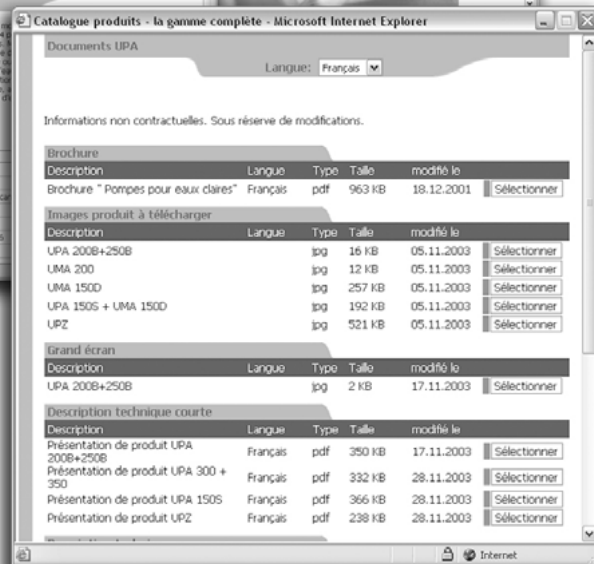 Catalogue produits - la gamme complète - Microsoft Internet Explorer
Documents UPA
Langue: Français
Informations non contractuelles. Sous réserve de modifications.
Brochure
Description Langue Type Taille modifié le
Brochure " Pompes pour eaux claires" Français pdf 963 KB 18.12.2001 Sélectionner
Images produit à télécharger
Description Langue Type Taille modifié le
UPA 200B+250B jpg 16 KB 05.11.2003 Sélectionner
UMA 200 jpg 12 KB 05.11.2003 Sélectionner
UMA 150D jpg 257 KB 05.11.2003 Sélectionner
UPA 150S + UMA 150D jpg 192 KB 05.11.2003 Sélectionner
UPZ jpg 521 KB 05.11.2003 Sélectionner
Grand écran
Description Langue Type Taille modifié le
UPA 200B+250B jpg 2 KB 17.11.2003 Sélectionner
Description technique courte
Description Langue Type Taille modifié le
Présentation de produit UPA
200B+250B Français pdf 350 KB 17.11.2003 Sélectionner
Présentation de produit UPA 300 +
350 Français pdf 332 KB 28.11.2003 Sélectionner
Présentation de produit UPA 150S Français pdf 366 KB 28.11.2003 Sélectionner
Présentation de produit UPZ Français pdf 238 KB 28.11.2003 Sélectionner
Internet